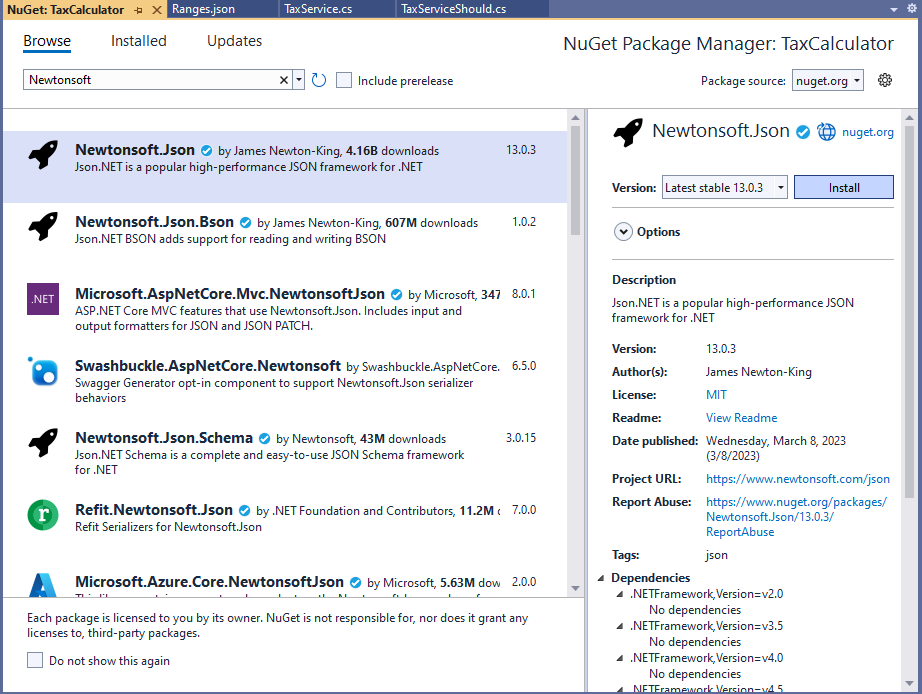 NuGet: TaxCalculator
Ranges.json
TaxService.cs
TaxServiceShould.cs
Browse
Installed
Updates
NuGet Package Manager: TaxCalculator
Newtonsoft
Include prerelease
Package source:
nuget.org
Newtonsoft.Json by James Newton-King, 4.16B downloads
13.0.3
Json.NET is a popular high-performance JSON framework for .NET
Newtonsoft.Json.Bson by James Newton-King, 607M downloads
1.0.2
Json.NET BSON adds support for reading and writing BSON
.NET
Microsoft.AspNetCore.Mvc.NewtonsoftJson by Microsoft, 347
8.0.1
ASP.NET Core MVC features that use Newtonsoft.Json. Includes input and
output formatters for JSON and JSON PATCH.
Swashbuckle.AspNetCore.Newtonsoft by Swashbuckle.AspNetCore.
6.5.0
Swagger Generator opt-in component to support Newtonsoft.Json serializer
behaviors
Newtonsoft.Json.Schema by Newtonsoft, 43M downloads
3.0.15
Json.NET Schema is a complete and easy-to-use JSON Schema framework
for .NET
r
Refit.Newtonsoft.Json by .NET Foundation and Contributors, 11.2M
7.0.0
Refit Serializers for Newtonsoft.Json
Microsoft.Azure.Core.NewtonsoftJson by Microsoft, 5.63M dow
2.0.0
Each package is licensed to you by its owner. NuGet is not responsible for, nor does it grant any
licenses to, third-party packages.
Do not show this again
Newtonsoft.Json
nuget.org
Version:
Latest stable 13.0.3
Install
Options
Description
Json.NET is a popular high-performance JSON
framework for .NET
Version: 13.0.3
Author(s): James Newton-King
License: MIT
Readme: View Readme
Date published: Wednesday, March 8, 2023
(3/8/2023)
Project URL: https://www.newtonsoft.com/json
Report Abuse: https://www.nuget.org/packages/
Newtonsoft.Json/13.0.3/
ReportAbuse
Tags: json
Dependencies
.NETFramework,Version=v2.0
No dependencies
.NETFramework,Version=v3.5
No dependencies
.NETFramework,Version=v4.0
No dependencies
.NETFramework,Version=v4.5